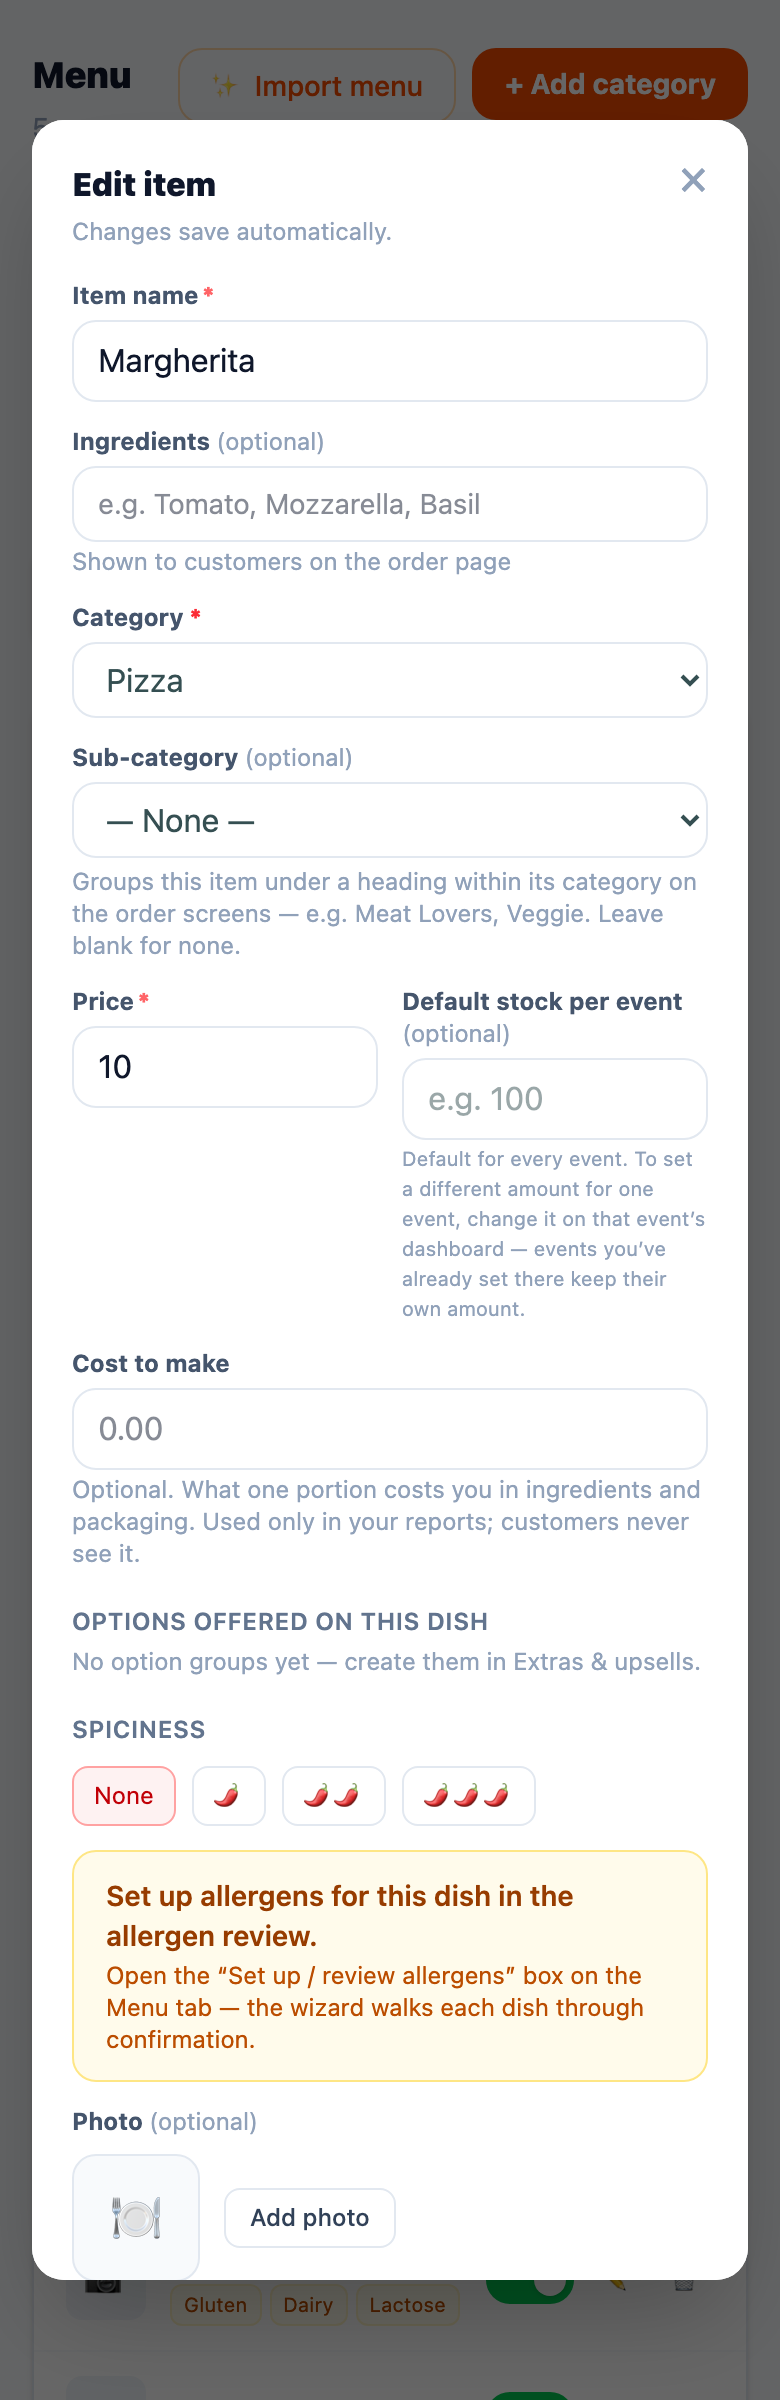 Menu
✨ Import menu
+ Add category
Edit item
Changes save automatically.
Item name *
Margherita
Ingredients (optional)
e.g. Tomato, Mozzarella, Basil
Shown to customers on the order page
Category *
Pizza
Sub-category (optional)
— None —
Groups this item under a heading within its category on
the order screens — e.g. Meat Lovers, Veggie. Leave
blank for none.
Price *
10
Default stock per event
(optional)
e.g. 100
Default for every event. To set
a different amount for one
event, change it on that event’s
dashboard — events you’ve
already set there keep their
own amount.
Cost to make
0.00
Optional. What one portion costs you in ingredients and
packaging. Used only in your reports; customers never
see it.
OPTIONS OFFERED ON THIS DISH
No option groups yet — create them in Extras & upsells.
SPICINESS
None
Set up allergens for this dish in the
allergen review.
Open the “Set up / review allergens” box on the
Menu tab — the wizard walks each dish through
confirmation.
Photo (optional)
Add photo
Gluten
Dairy
Lactose